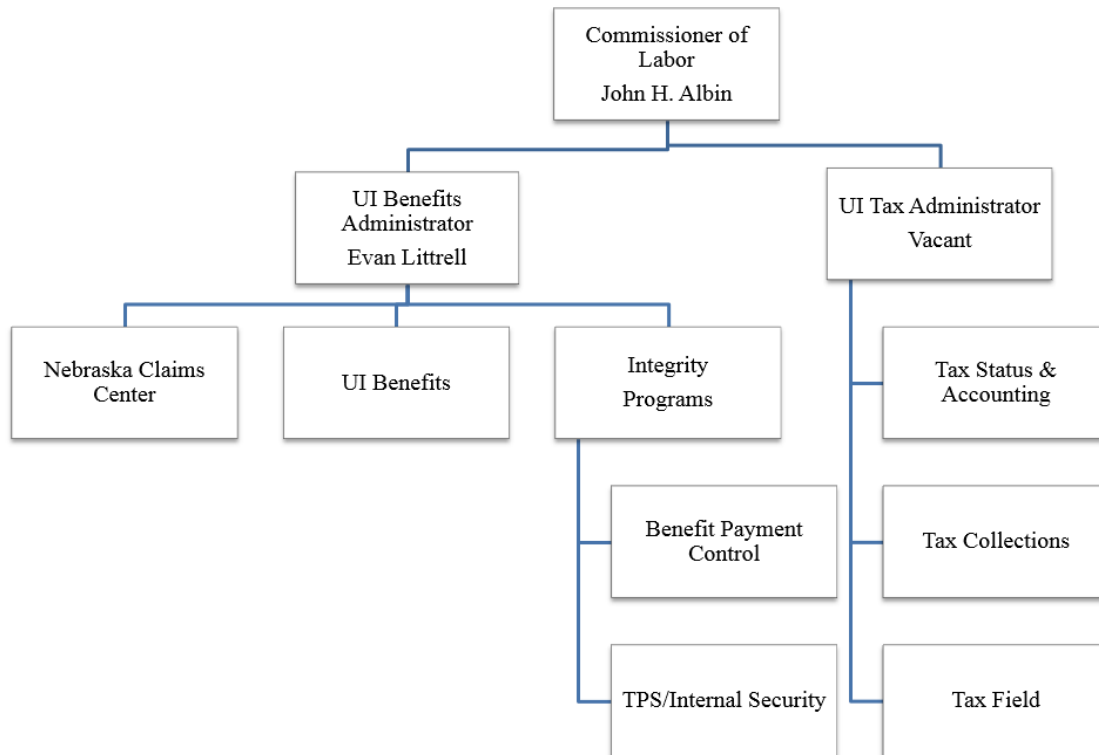 Commissioner of
Labor
John H. Albin
UI Benefits
Administrator
Evan Littrell
UI Tax Administrator
Vacant
Nebraska Claims
Center
UI Benefits
Integrity
Programs
Tax Status &
Accounting
Benefit Payment
Control
Tax Collections
TPS/Internal Security
Tax Field